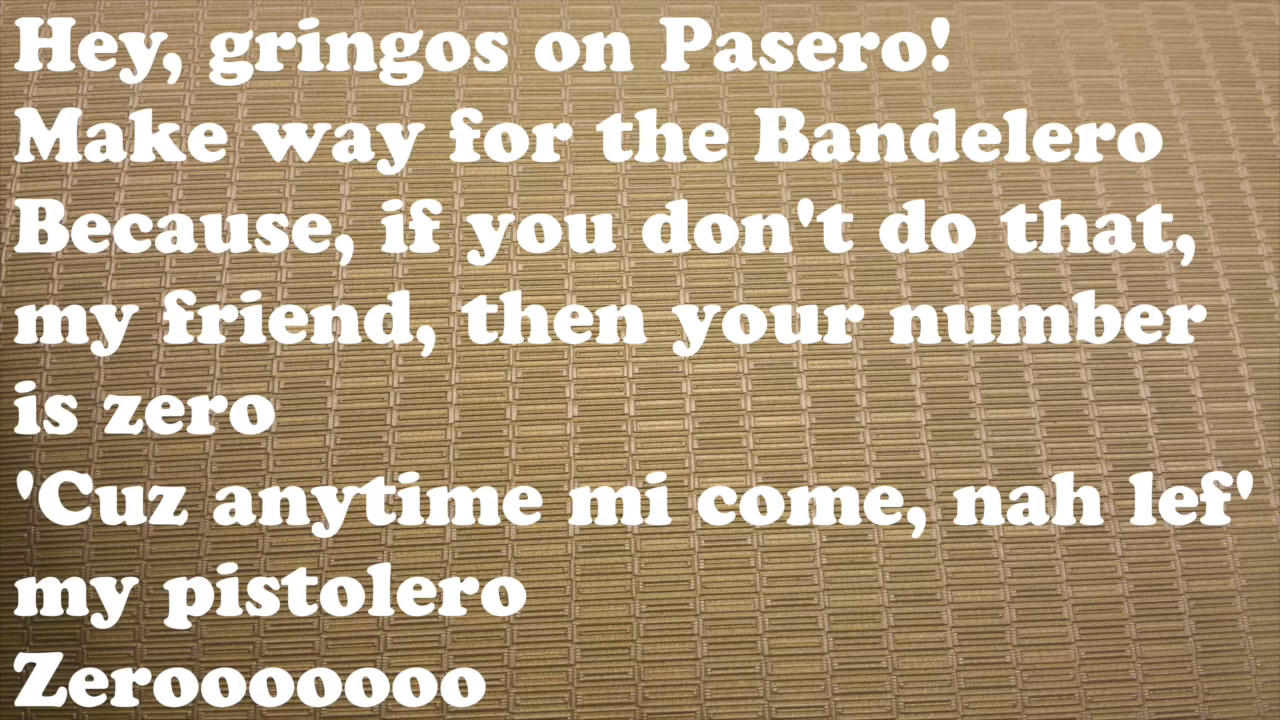 Hey, gringos on Pasero!
Make way for the Bandelero
Because, if you don't do that,
my friend, then your number
is zero
'Cuz anytime mi come, nah lef'
my pistolero
Zeroooooooo